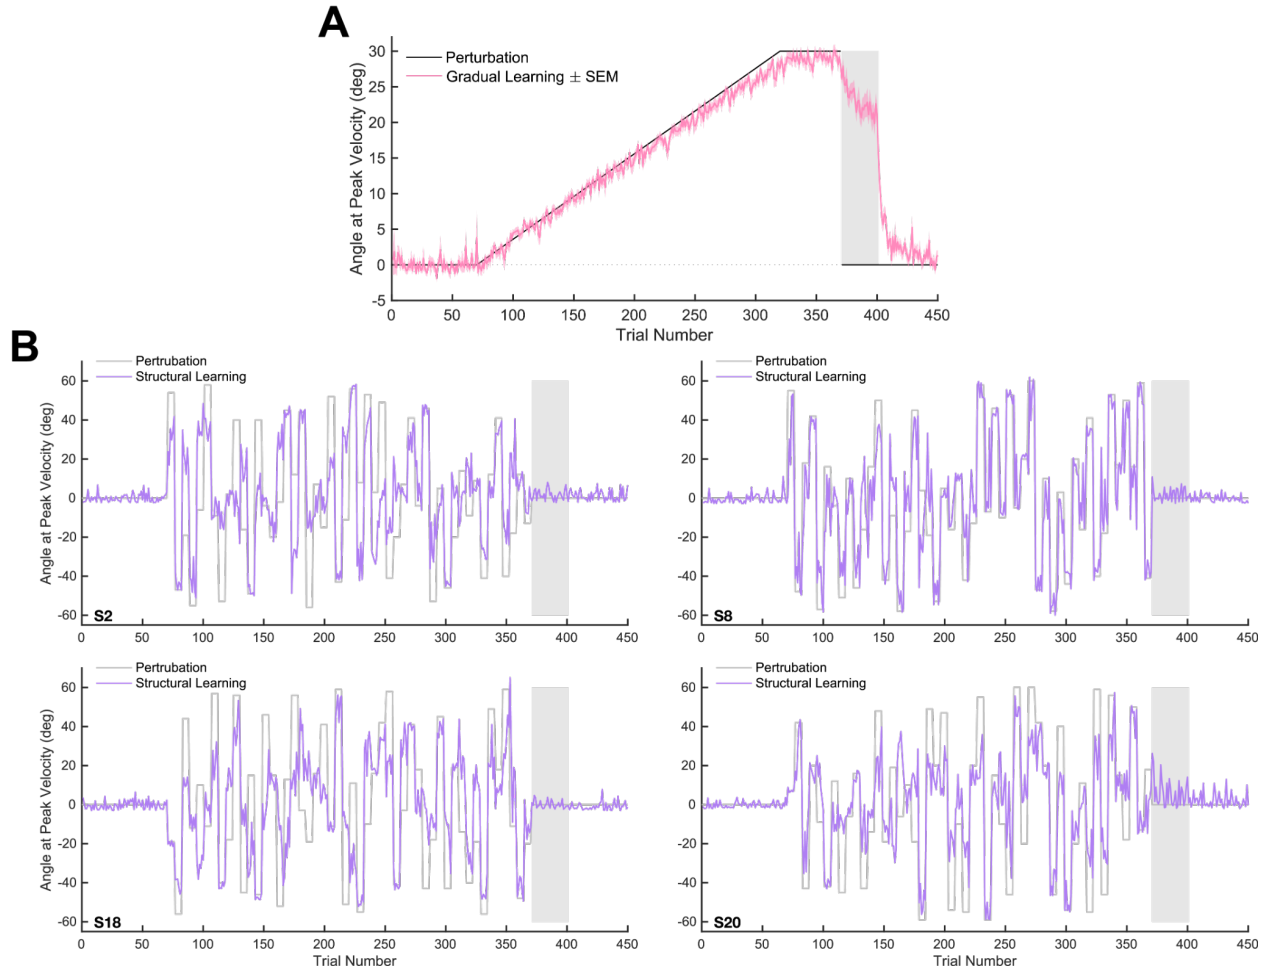 A
Perturbation
Gradual Learning ± SEM
Angle at Peak Velocity (deg)
30
25
20
15
10
5
0
-5
0 50 100 150 200 250 300 350 400 450
Trial Number
B
Pertrubation
Structural Learning
Angle at Peak Velocity (deg)
60
40
20
0
-20
-40
-60
S2
0 50 100 150 200 250 300 350 400 450
Pertrubation
Structural Learning
60
40
20
0
-20
-40
-60
S8
0 50 100 150 200 250 300 350 400 450
Pertrubation
Structural Learning
Angle at Peak Velocity (deg)
60
40
20
0
-20
-40
-60
S18
0 50 100 150 200 250 300 350 400 450
Trial Number
Pertrubation
Structural Learning
60
40
20
0
-20
-40
-60
S20
0 50 100 150 200 250 300 350 400 450
Trial Number